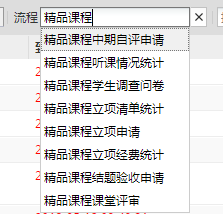 流程 精品课程
精品课程中期自评申请
精品课程听课情况统计
精品课程学生调查问卷
精品课程立项清单统计
精品课程立项申请
精品课程立项经费统计
精品课程结题验收申请
精品课程课堂评审